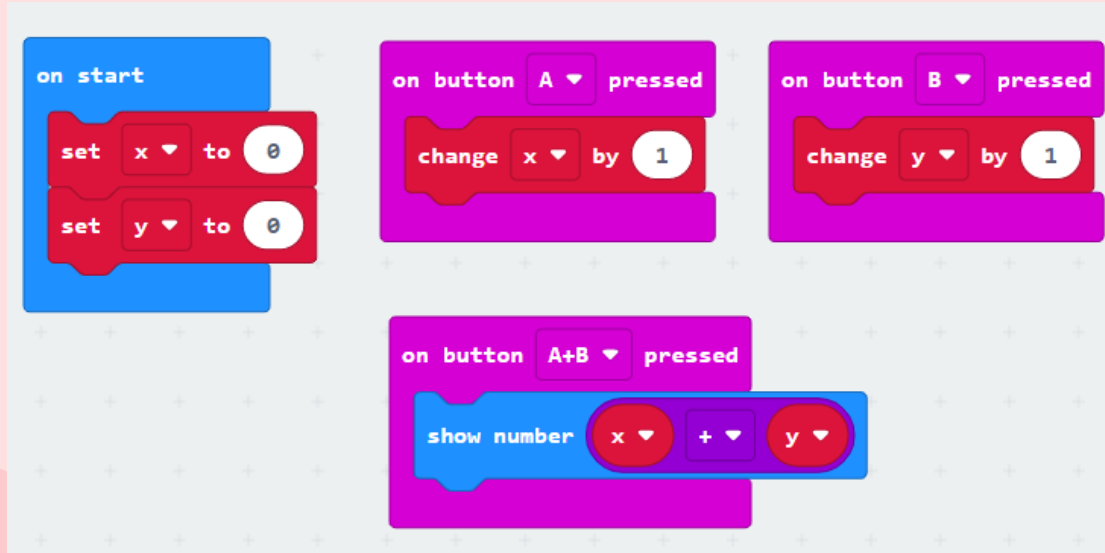 on start
set x to 0
set y to 0
on button A pressed
change x by 1
on button B pressed
change y by 1
on button A+B pressed
show number x + y